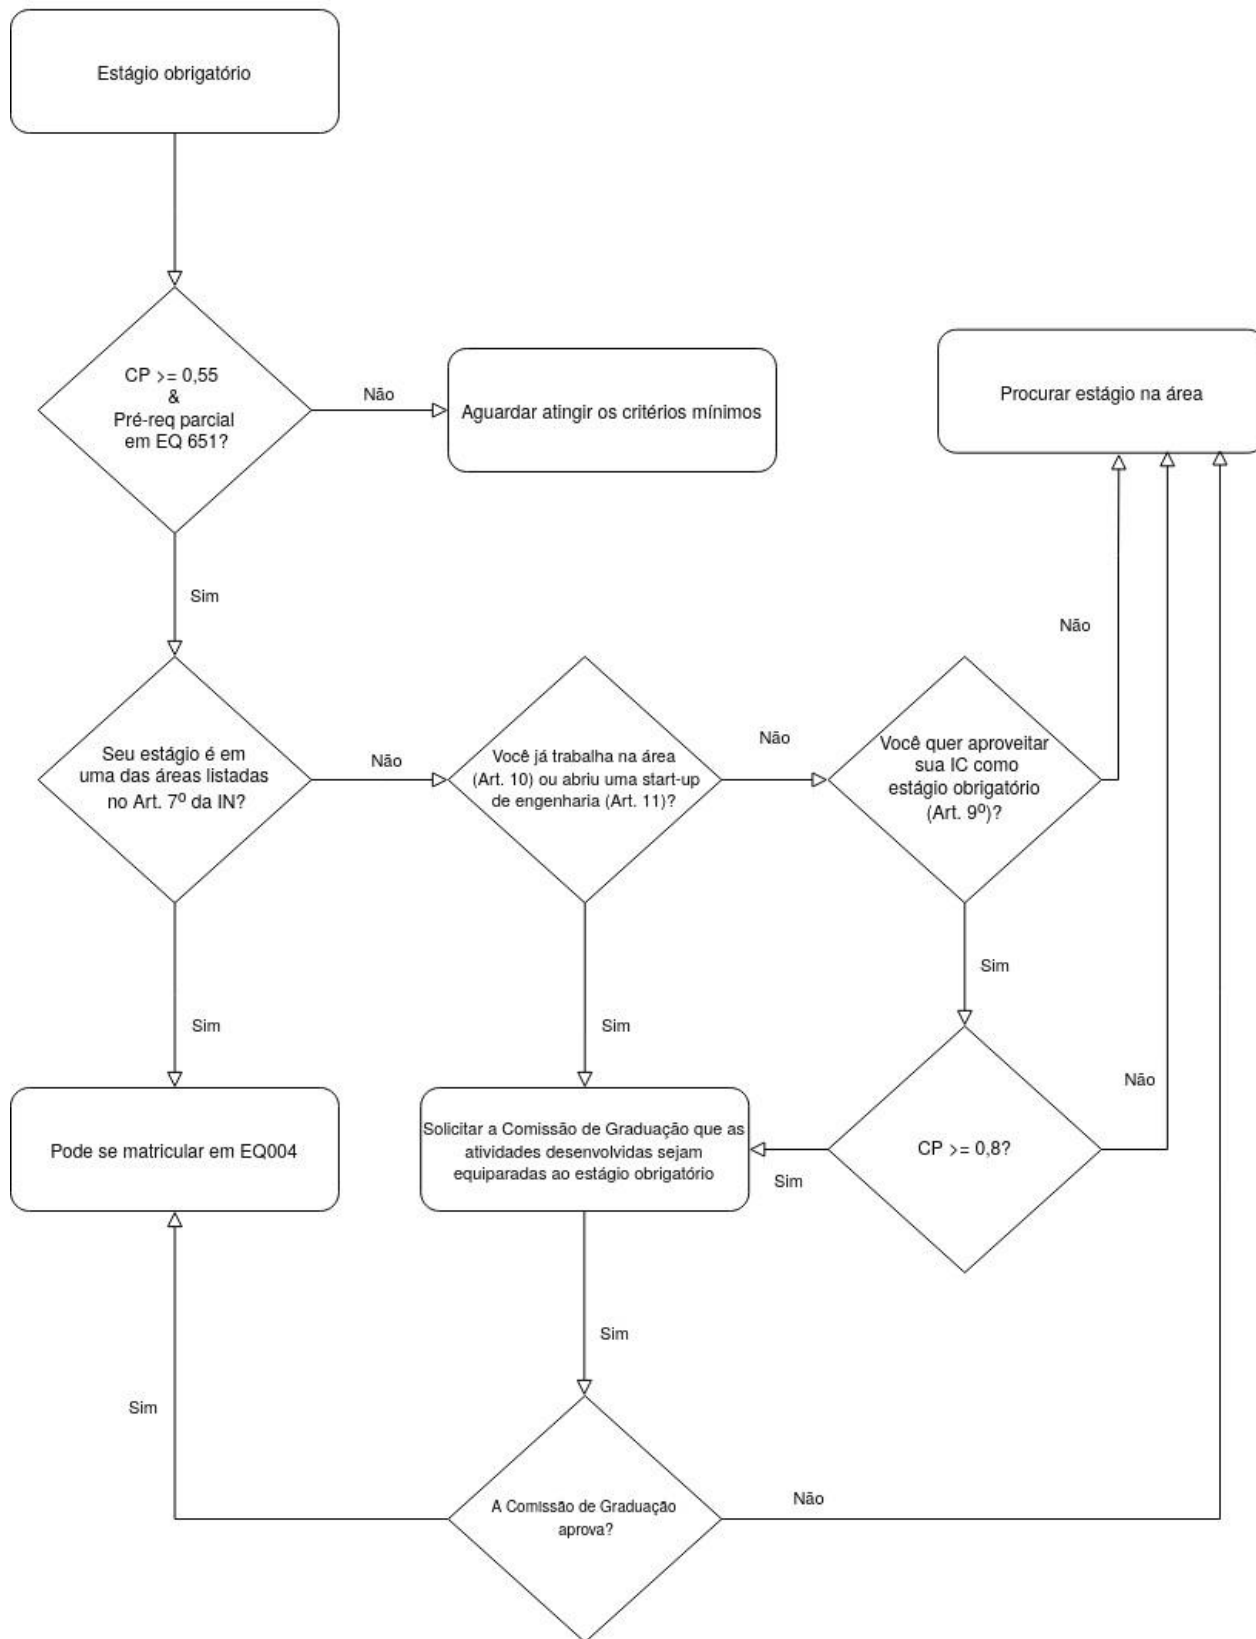 Estágio obrigatório
CP >= 0,55
&
Pré-req parcial
em EQ 651?
Não
Aguardar atingir os critérios mínimos
Procurar estágio na área
Sim
Não
Seu estágio é em
uma das áreas listadas
no Art. 7º da IN?
Não
Você já trabalha na área
(Art. 10) ou abriu uma start-up
de engenharia (Art. 11)?
Não
Você quer aproveitar
sua IC como
estágio obrigatório
(Art. 9º)?
Sim
Sim
Sim
Não
Pode se matricular em EQ004
Solicitar a Comissão de Graduação que as
atividades desenvolvidas sejam
equiparadas ao estágio obrigatório
Sim
CP >= 0,8?
Sim
Sim
A Comissão de Graduação
aprova?
Não